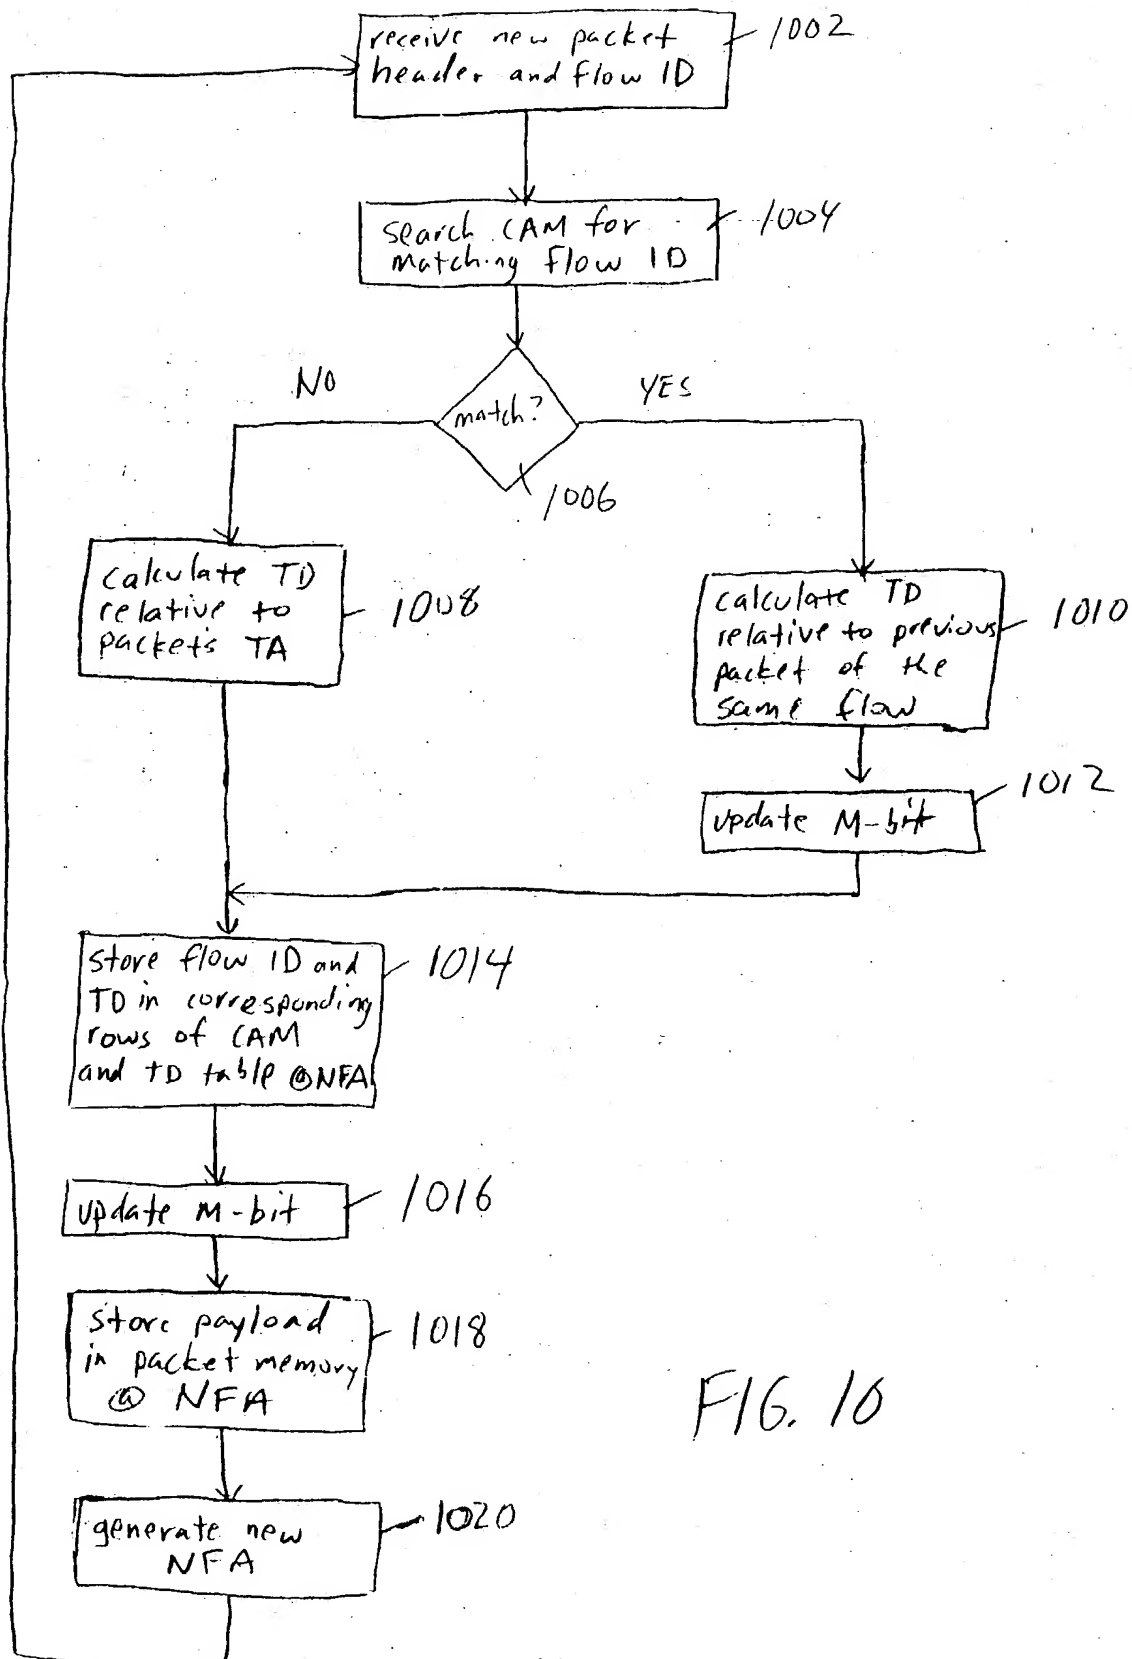 receive new packet
header and flow ID
1002
search CAM for
matching flow ID
1004
NO
YES
match?
1006
calculate TD
relative to
packet's TA
1008
calculate TD
relative to previous
packet of the
same flow
1010
update M-bit
1012
store flow ID and
TD in corresponding
rows of CAM
and TD table @NFA
1014
update M-bit
1016
store payload
in packet memory
@ NFA
1018
FIG. 10
generate new
NFA
1020